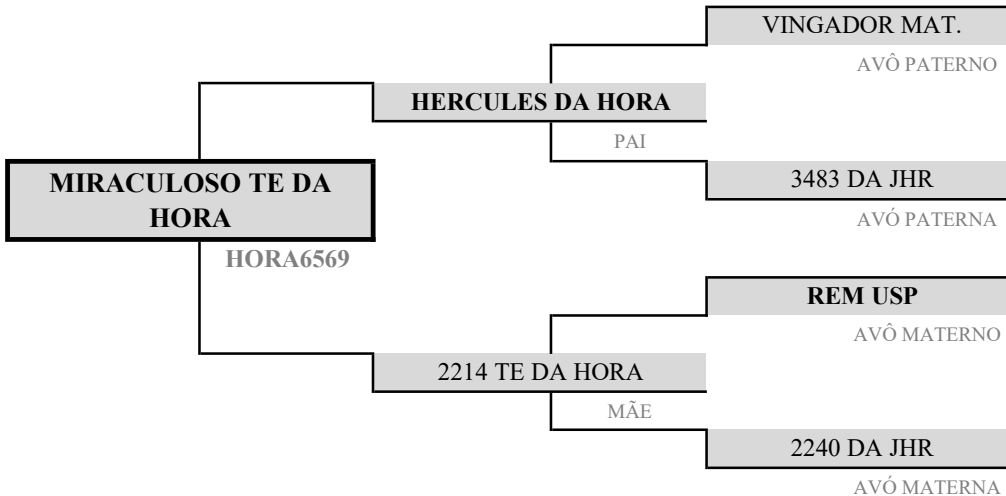 VINGADOR MAT.
AVÔ PATERNO
HERCULES DA HORA
PAI
3483 DA JHR
AVÓ PATERNA
MIRACULOSO TE DA
HORA
HORA6569
REM USP
AVÔ MATERNO
2214 TE DA HORA
MÃE
2240 DA JHR
AVÓ MATERNA